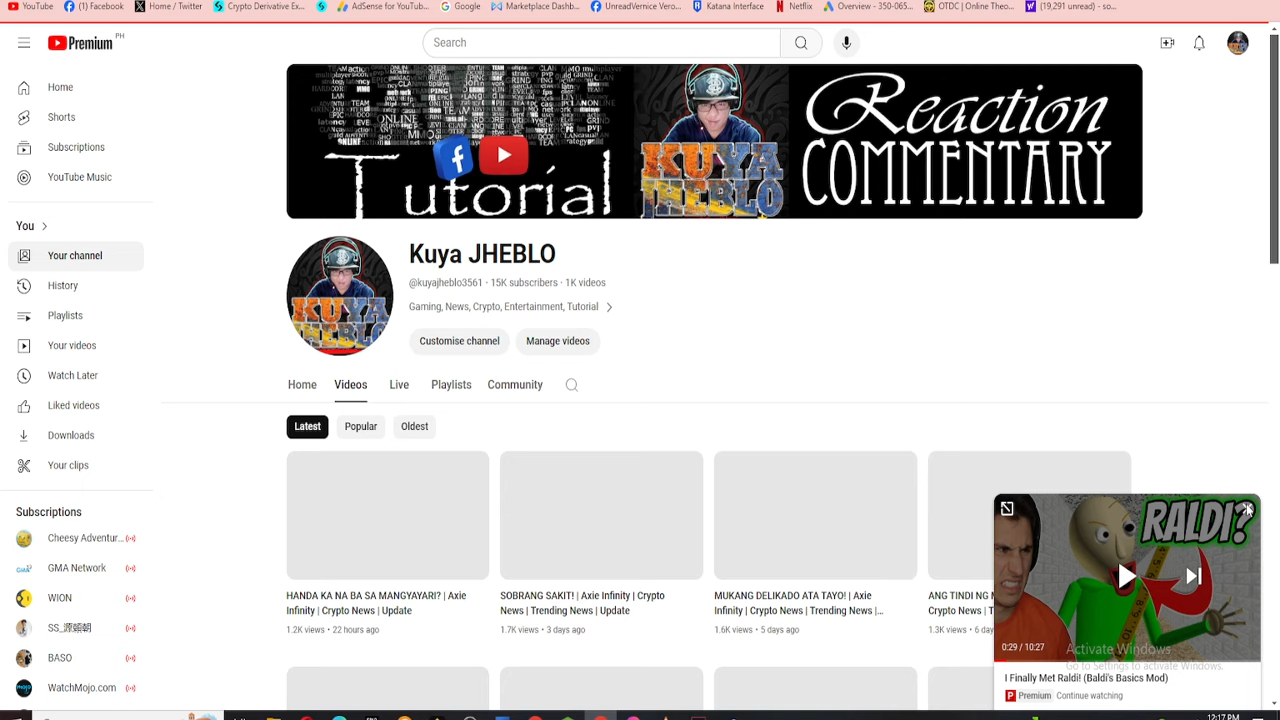 YouTube
(1) Facebook
Home / Twitter
Crypto Derivative Ex...
AdSense for YouTub...
Google
Marketplace Dashb...
UnreadVernice Vero...
Katana Interface
Netflix
Overview - 350-065...
OTDC | Online Theo...
(19,291 unread) - so...
Premium PH
Search
Home
Shorts
Subscriptions
YouTube Music
You
Your channel
History
Playlists
Your videos
Watch Later
Liked videos
Downloads
Your clips
Subscriptions
Cheesy Adventur...
GMA Network
WION
SS_源頼朝
BASO
WatchMojo.com
Tutorial
KUYA
JHEBLO
Reaction
COMMENTARY
KUYA
JHEBLO
Kuya JHEBLO
@kuyajheblo3561 · 15K subscribers · 1K videos
Gaming, News, Crypto, Entertainment, Tutorial
Customise channel
Manage videos
Home
Videos
Live
Playlists
Community
Latest
Popular
Oldest
HANDA KA NA BA SA MANGYAYARI? | Axie
Infinity | Crypto News | Update
1.2K views • 22 hours ago
SOBRANG SAKIT! | Axie Infinity | Crypto
News | Trending News | Update
1.7K views • 3 days ago
MUKANG DELIKADO ATA TAYO! | Axie
Infinity | Crypto News | Trending News |...
1.6K views • 5 days ago
ANG TINDI NG
Crypto News | T
1.3K views • 6 day
RALDI?
0:29 / 10:27
Activate Windows
Go to Settings to activate Windows.
I Finally Met Raldi! (Baldi's Basics Mod)
Premium Continue watching
12:17 PM